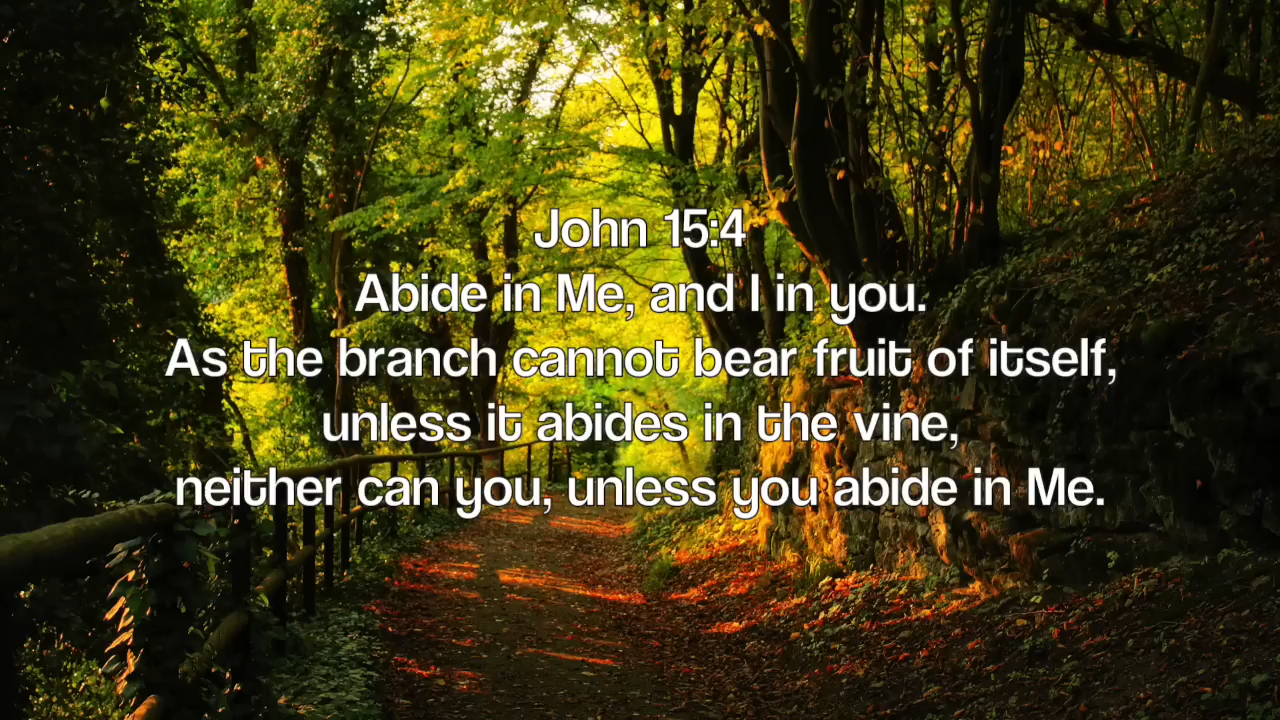 John 15:4
Abide in Me, and I in you.
As the branch cannot bear fruit of itself,
unless it abides in the vine,
neither can you, unless you abide in Me.